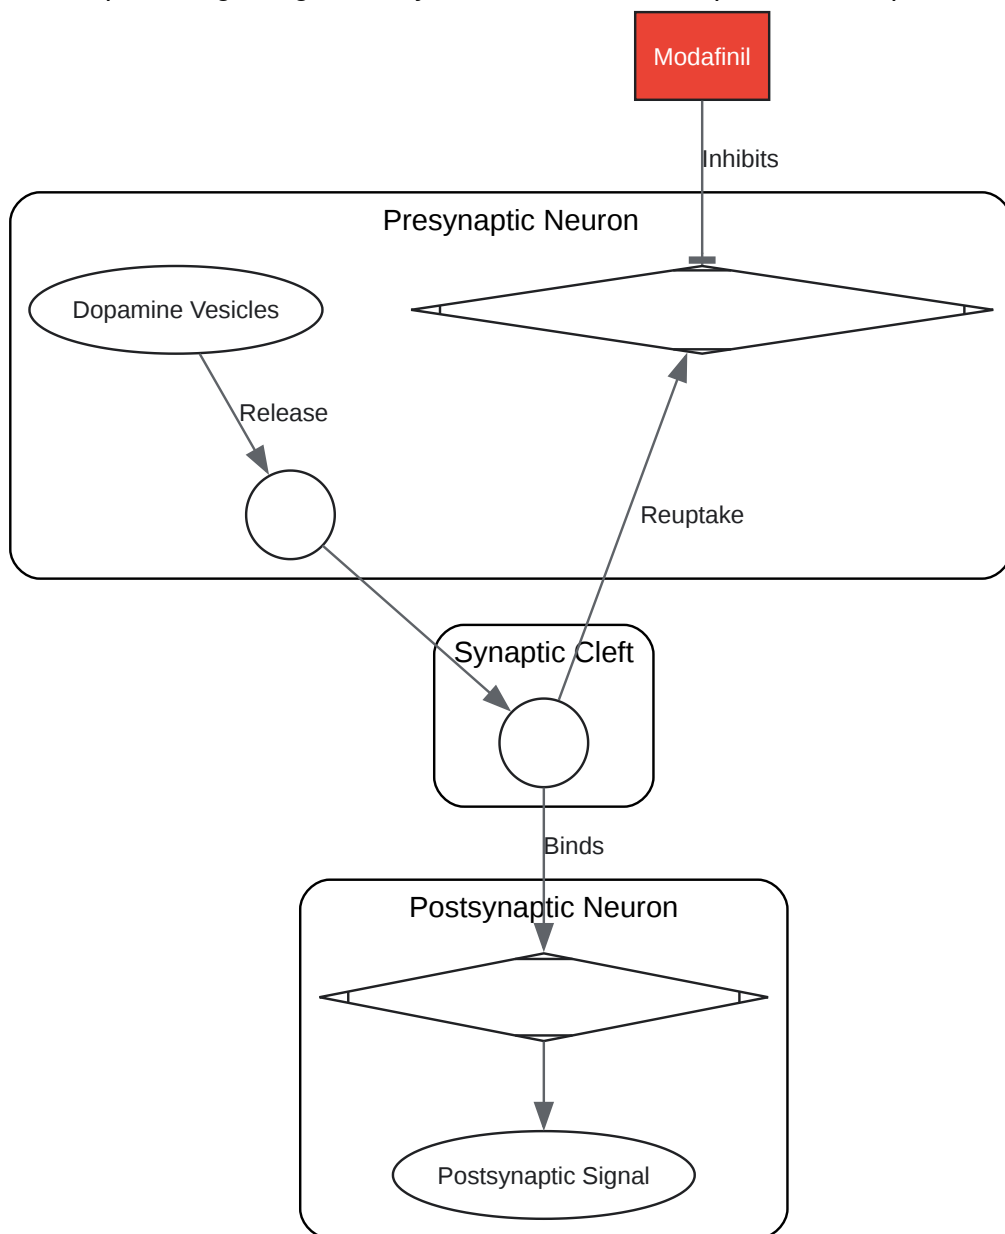 Modafinil
Inhibits
Presynaptic Neuron
Dopamine Vesicles
Release
Reuptake
Synaptic Cleft
Binds
Postsynaptic Neuron
Postsynaptic Signal